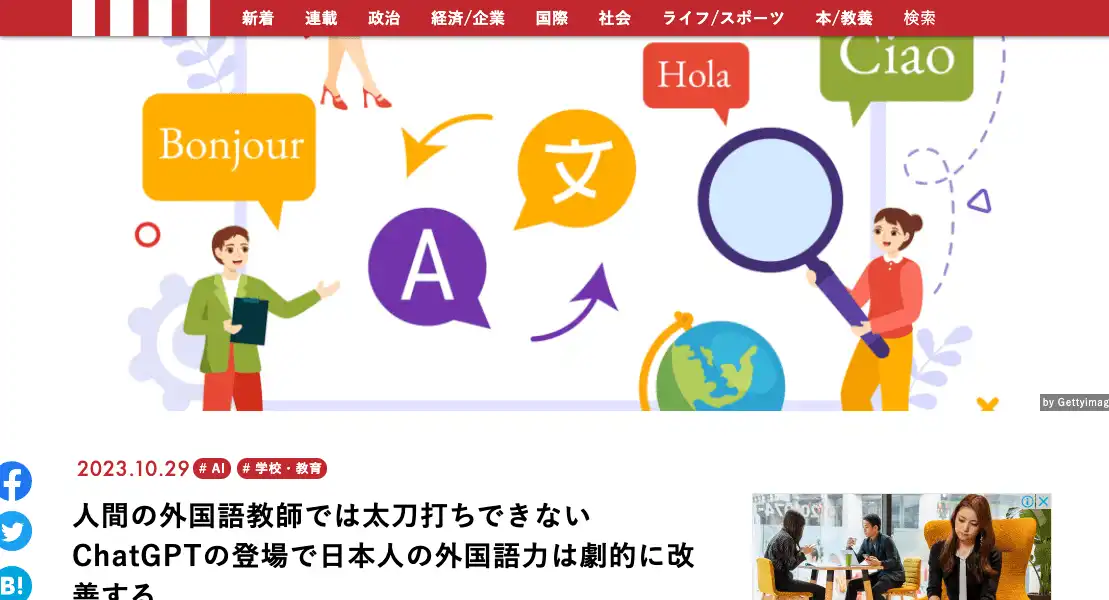 新着 連載 政治 経済/企業 国際 社会 ライフ/スポーツ 本/教養 検索
Hola
Ciao
Bonjour
文
A
by Gettyimag
2023.10.29 # AI # 学校・教育
人間の外国語教師では太刀打ちできない
ChatGPTの登場で日本人の外国語力は劇的に改
善する
B!